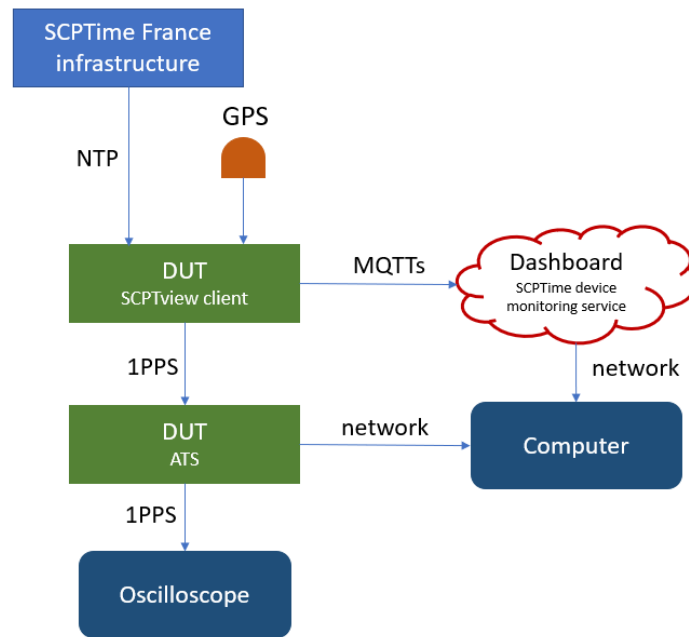 SCPTime France
infrastructure
GPS
NTP
DUT
SCPTview client
MQTTs
Dashboard
SCPTime device
monitoring service
1PPS
network
DUT
ATS
network
Computer
1PPS
Oscilloscope